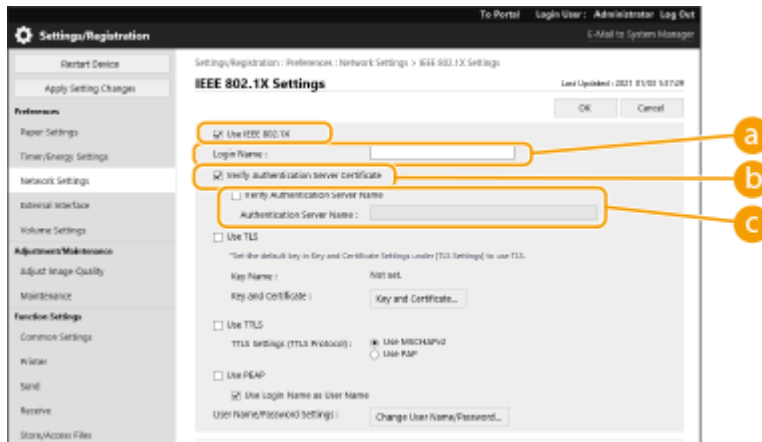 To Portal Login User: Administrator Log Out
Settings/Registration
E-Mail to System Manager
Restart Device
Apply Setting Changes
Preferences
Paper Settings
Timer/Energy Settings
Network Settings
External Interface
Volume Settings
Adjustment/Maintenance
Adjust Image Quality
Maintenance
Function Settings
Common Settings
Printer
Send
Receive
Store/Access Files
Settings/Registration : Preferences : Network Settings > IEEE 802.1X Settings
IEEE 802.1X Settings
Last Updated : 2021 01/03
OK Cancel
Use IEEE 802.1X
Login Name :
a
Verify Authentication Server Certificate
b
Verify Authentication Server Name
Authentication Server Name :
c
Use TLS
*Set the default key in Key and Certificate Settings under [TLS Settings] to use TLS.
Key Name : Not set.
Key and Certificate : Key and Certificate...
Use TTLS
TTLS Settings (TTLS Protocol) : Use MSCHAPv2
Use PAP
Use PEAP
Use Login Name as User Name
User Name/Password Settings : Change User Name/Password...